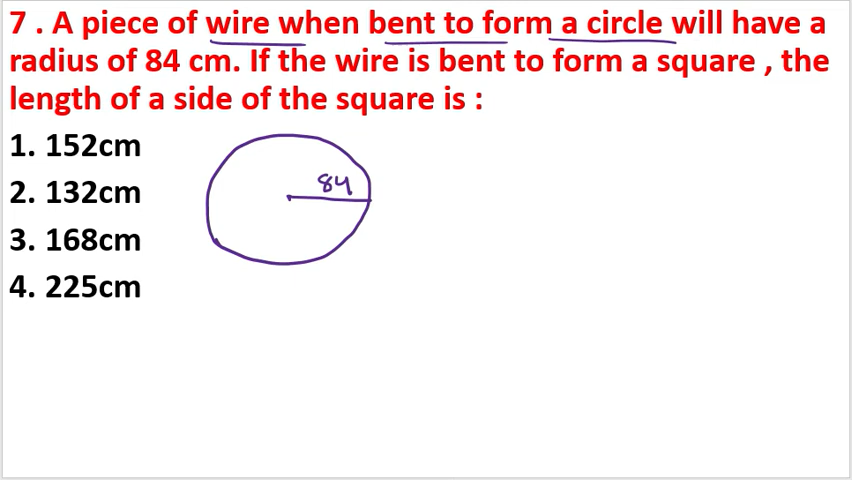 7 . A piece of wire when bent to form a circle will have a
radius of 84 cm. If the wire is bent to form a square , the
length of a side of the square is :
1. 152cm
2. 132cm
3. 168cm
4. 225cm
84